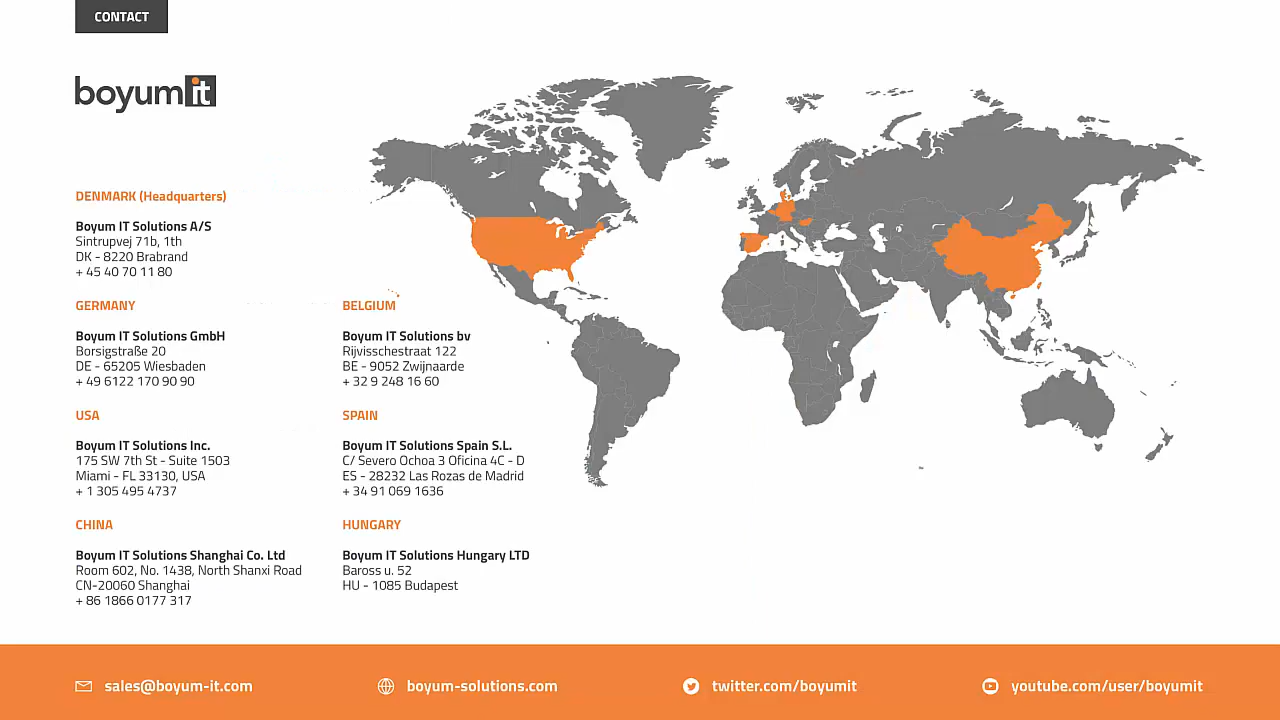 CONTACT
boyumit
DENMARK (Headquarters)
Boyum IT Solutions A/S
Sintrupvej 71b, 1th
DK - 8220 Brabrand
+ 45 40 70 11 80
GERMANY
Boyum IT Solutions GmbH
Borsigstraße 20
DE - 65205 Wiesbaden
+ 49 6122 170 90 90
BELGIUM
Boyum IT Solutions bv
Rijvisschestraat 122
BE - 9052 Zwijnaarde
+ 32 9 248 16 60
USA
Boyum IT Solutions Inc.
175 SW 7th St - Suite 1503
Miami - FL 33130, USA
+ 1 305 495 4737
SPAIN
Boyum IT Solutions Spain S.L.
C/ Severo Ochoa 3 Oficina 4C - D
ES - 28232 Las Rozas de Madrid
+ 34 91 069 1636
CHINA
Boyum IT Solutions Shanghai Co. Ltd
Room 602, No. 1438, North Shanxi Road
CN-20060 Shanghai
+ 86 1866 0177 317
HUNGARY
Boyum IT Solutions Hungary LTD
Baross u. 52
HU - 1085 Budapest
sales@boyum-it.com
boyum-solutions.com
twitter.com/boyumit
youtube.com/user/boyumit